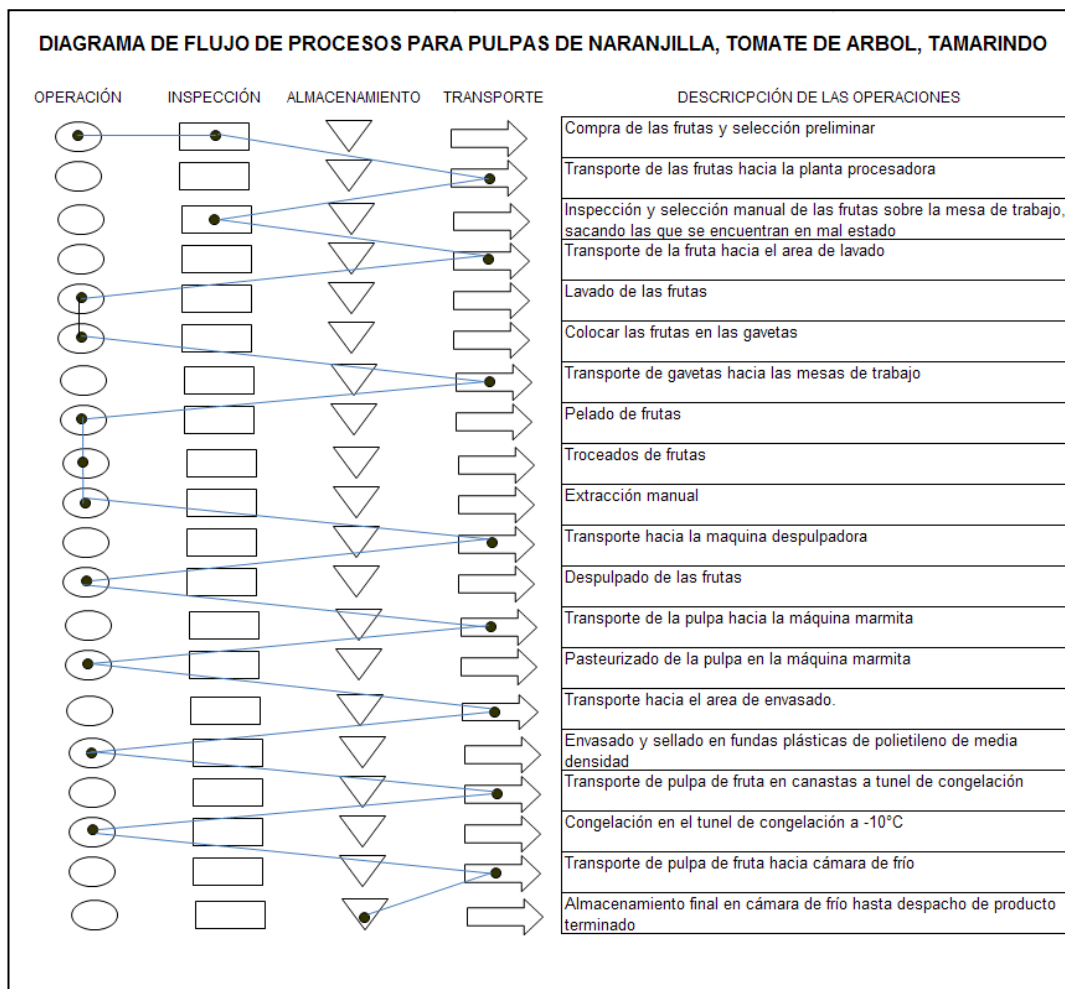 DIAGRAMA DE FLUJO DE PROCESOS PARA PULPAS DE NARANJILLA, TOMATE DE ARBOL, TAMARINDO
OPERACIÓN INSPECCIÓN ALMACENAMIENTO TRANSPORTE DESCRICPCIÓN DE LAS OPERACIONES
Compra de las frutas y selección preliminar
Transporte de las frutas hacia la planta procesadora
Inspección y selección manual de las frutas sobre la mesa de trabajo,
sacando las que se encuentran en mal estado
Transporte de la fruta hacia el area de lavado
Lavado de las frutas
Colocar las frutas en las gavetas
Transporte de gavetas hacia las mesas de trabajo
Pelado de frutas
Troceados de frutas
Extracción manual
Transporte hacia la maquina despulpadora
Despulpado de las frutas
Transporte de la pulpa hacia la máquina marmita
Pasteurizado de la pulpa en la máquina marmita
Transporte hacia el area de envasado.
Envasado y sellado en fundas plásticas de polietileno de media
densidad
Transporte de pulpa de fruta en canastas a tunel de congelación
Congelación en el tunel de congelación a -10°C
Transporte de pulpa de fruta hacia cámara de frío
Almacenamiento final en cámara de frío hasta despacho de producto
terminado